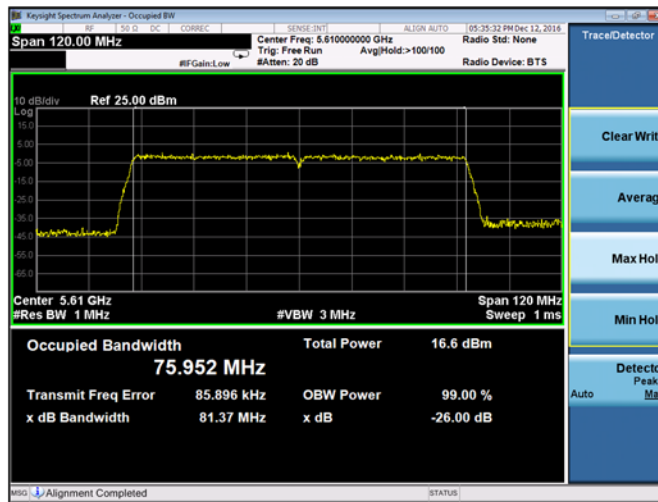 Keysight Spectrum Analyzer - Occupied BW
RF 50 Ω DC CORREC SENSE:INT ALIGN AUTO 05:35:32 PM Dec 12, 2016
Span 120.00 MHz
Center Freq: 5.610000000 GHz
Radio Std: None
Trig: Free Run Avg|Hold:>100/100
#IFGain:Low
#Atten: 20 dB
Radio Device: BTS
Trace/Detector
10 dB/div Ref 25.00 dBm
Log
15.0
5.00
-5.00
-15.0
-25.0
-35.0
-45.0
-55.0
-65.0
Center 5.61 GHz
Span 120 MHz
#Res BW 1 MHz
#VBW 3 MHz
Sweep 1 ms
Occupied Bandwidth
75.952 MHz
Total Power 16.6 dBm
Transmit Freq Error 85.896 kHz
OBW Power 99.00 %
x dB Bandwidth 81.37 MHz
x dB -26.00 dB
Clear Writ
Averag
Max Hol
Min Hol
Detecto
Peak
Auto Ma
MSG Alignment Completed
STATUS